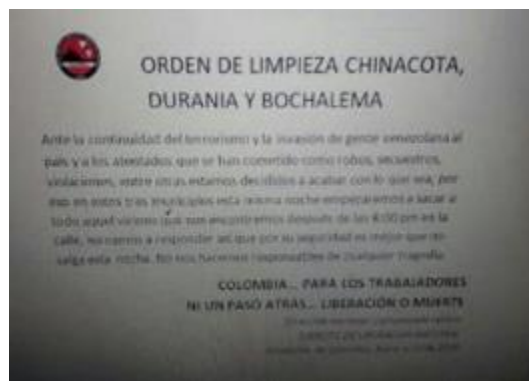 ORDEN DE LIMPIEZA CHINACOTA,
DURANIA Y BOCHALEMA
Ante la continuidad del terrorismo y la invasión de gente venezolana al
país y a los atentados que se han cometido como robos, secuestros,
violaciones, entre otras estamos decididos a acabar con lo que sea, por
eso en estos tres municipios esta misma noche empezaremos a sacar a
todo aquel vicioso que nos encontremos después de las 8:00 pm en la
calle, no vamos a responder así que por su seguridad es mejor que no
salga esta noche. No nos hacemos responsables de cualquier tragedia
COLOMBIA... PARA LOS TRABAJADORES
NI UN PASO ATRÁS... LIBERACIÓN O MUERTE
EJERCITO DE LIBERACION NACIONAL